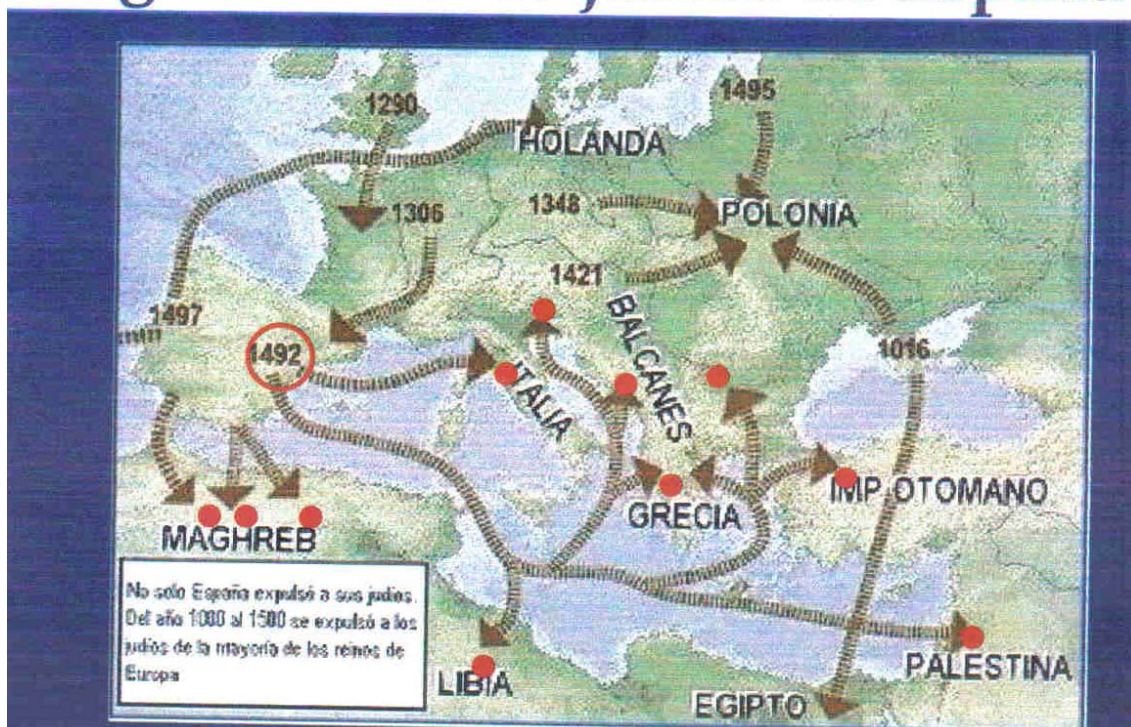 1290
1495
HOLANDA
1348
1306
POLONIA
1421
BALCANES
1497
1492
1016
ITALIA
IMP OTOMANO
GRECIA
MAGHREB
No solo España expulsó a sus judíos.
Del año 1000 al 1500 se expulsó a los
judíos de la mayoría de los reinos de
Europa
PALESTINA
LIBIA
EGIPTO